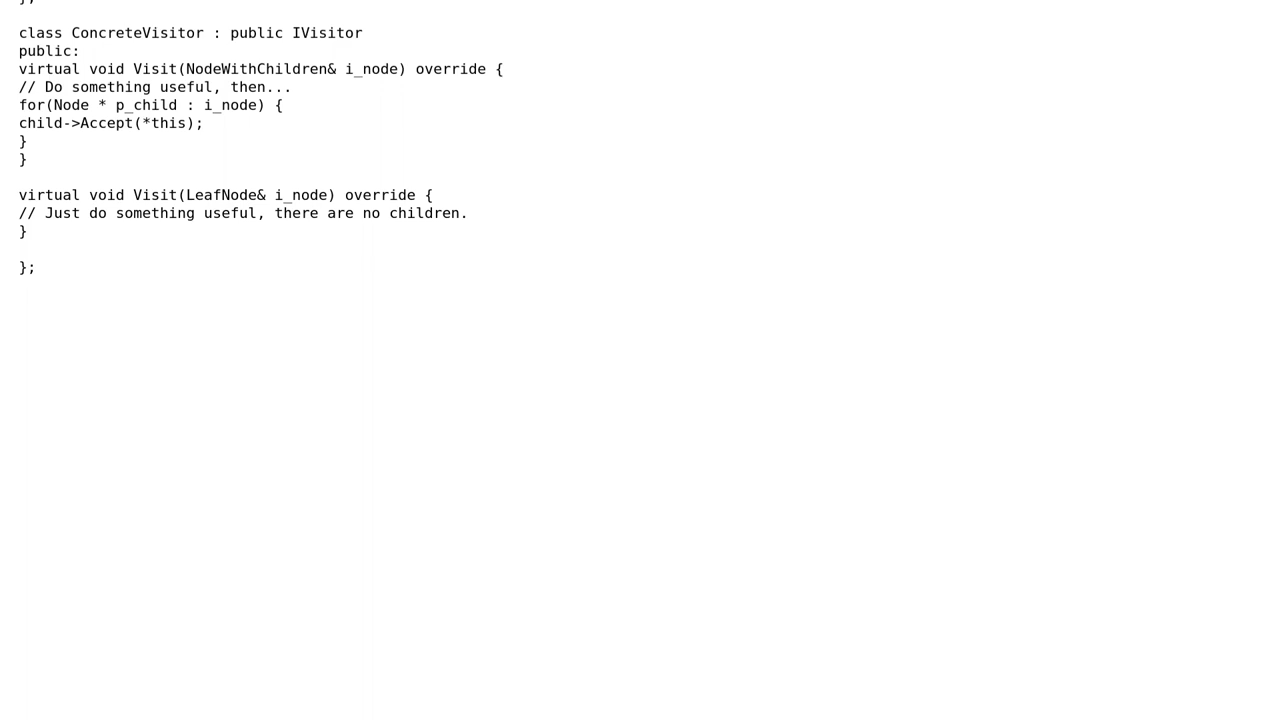 };
class ConcreteVisitor : public IVisitor
public:
virtual void Visit(NodeWithChildren& i_node) override {
// Do something useful, then...
for(Node * p_child : i_node) {
child->Accept(*this);
}
}
virtual void Visit(LeafNode& i_node) override {
// Just do something useful, there are no children.
}
};